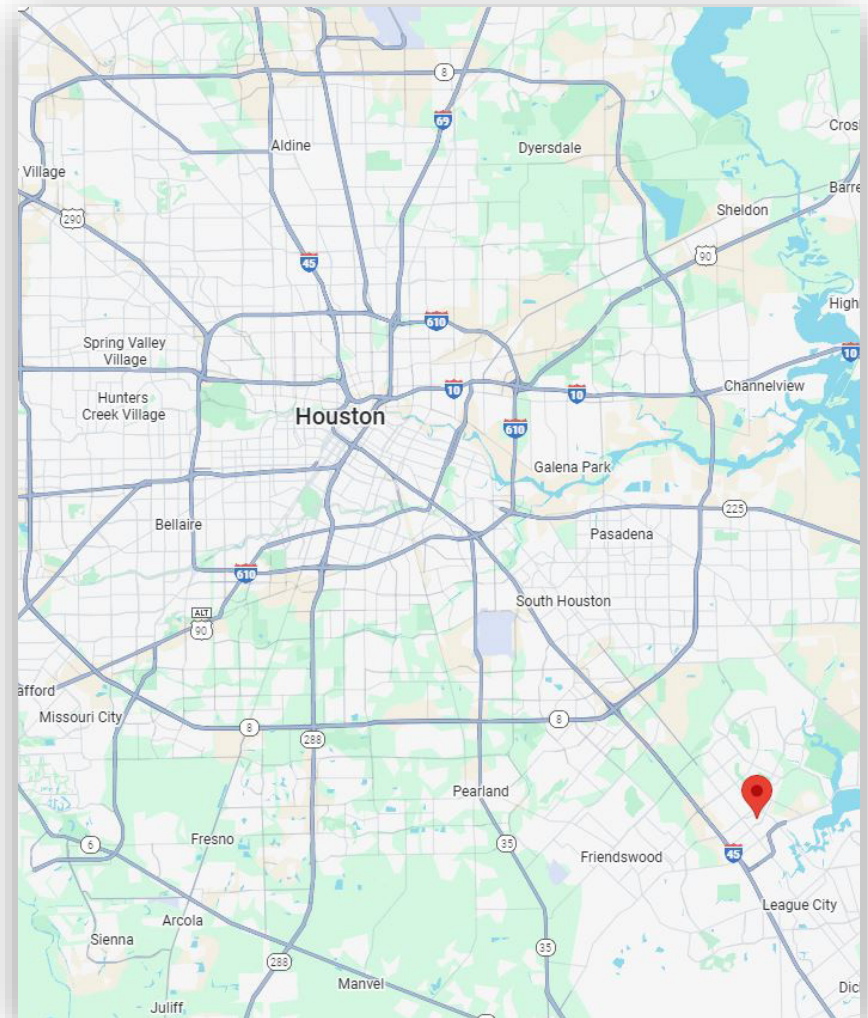 8
69
Cros
Aldine
Dyersdale
Village
Barre
Sheldon
290
90
45
High
610
Spring Valley
Village
10
10
Channelview
Hunters
Creek Village
10
Houston
610
Galena Park
225
Bellaire
Pasadena
610
South Houston
ALT
90
afford
Missouri City
8
8
288
Pearland
6
Fresno
35
45
Friendswood
League City
Arcola
Sienna
35
288
Manvel
Dic
Juliff
6